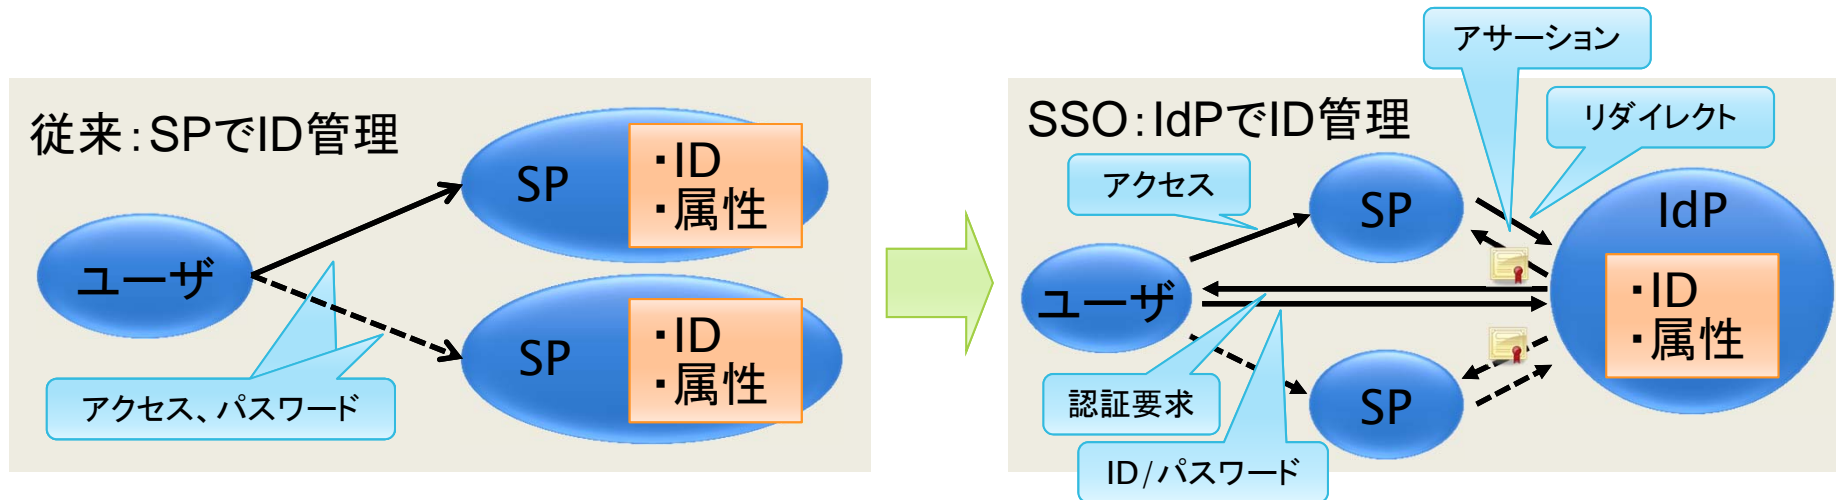 従来：SPでID管理
SP
・ID
・属性
ユーザ
SP
・ID
・属性
アクセス、パスワード
アサーション
SSO：IdPでID管理
リダイレクト
アクセス
SP
IdP
ユーザ
・ID
・属性
認証要求
SP
ID/パスワード